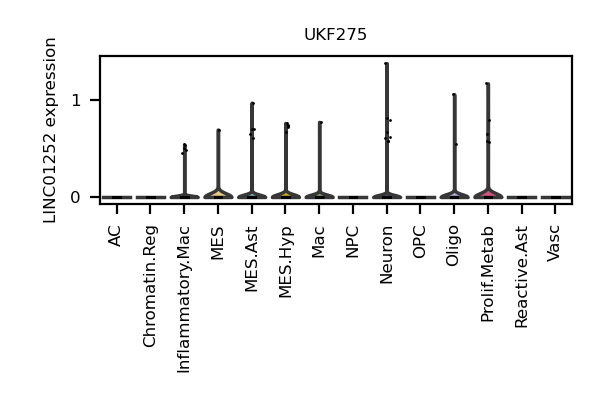 UKF275
LINC01252 expression
1
0
AC
Chromatin.Reg
Inflammatory.Mac
MES
MES.Ast
MES.Hyp
Mac
NPC
Neuron
OPC
Oligo
Prolif.Metab
Reactive.Ast
Vasc